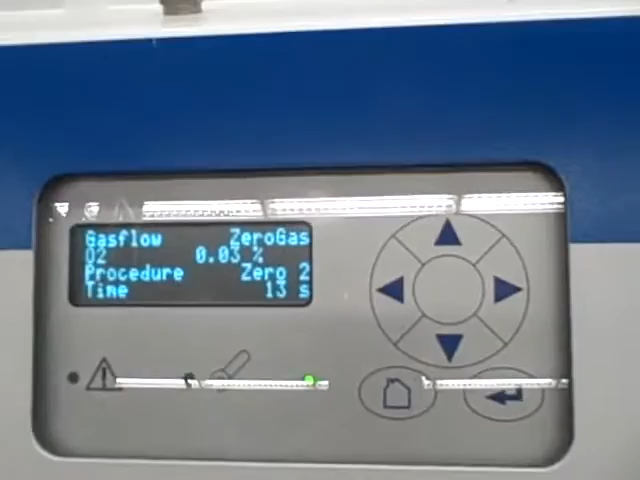 Gasflow ZeroGas
O2 0.03 %
Procedure Zero 2
Time 13 s